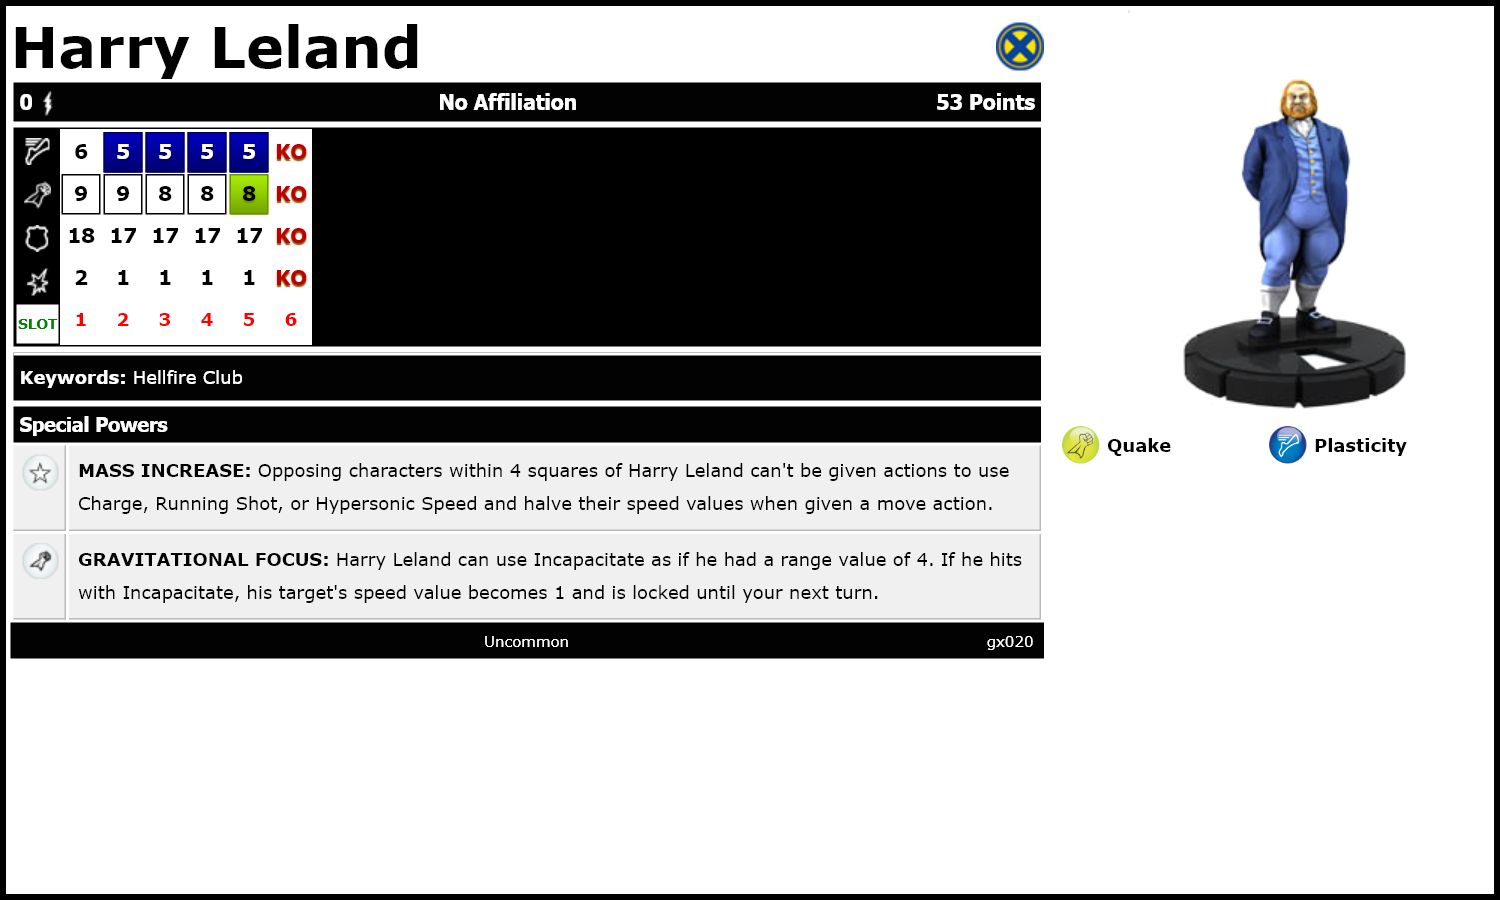 Harry Leland
0 No Affiliation 53 Points
6 5 5 5 5 KO
9 9 8 8 8 KO
18 17 17 17 17 KO
2 1 1 1 1 KO
SLOT 1 2 3 4 5 6
Keywords: Hellfire Club
Special Powers
MASS INCREASE: Opposing characters within 4 squares of Harry Leland can't be given actions to use
Charge, Running Shot, or Hypersonic Speed and halve their speed values when given a move action.
GRAVITATIONAL FOCUS: Harry Leland can use Incapacitate as if he had a range value of 4. If he hits
with Incapacitate, his target's speed value becomes 1 and is locked until your next turn.
Uncommon gx020
Quake Plasticity